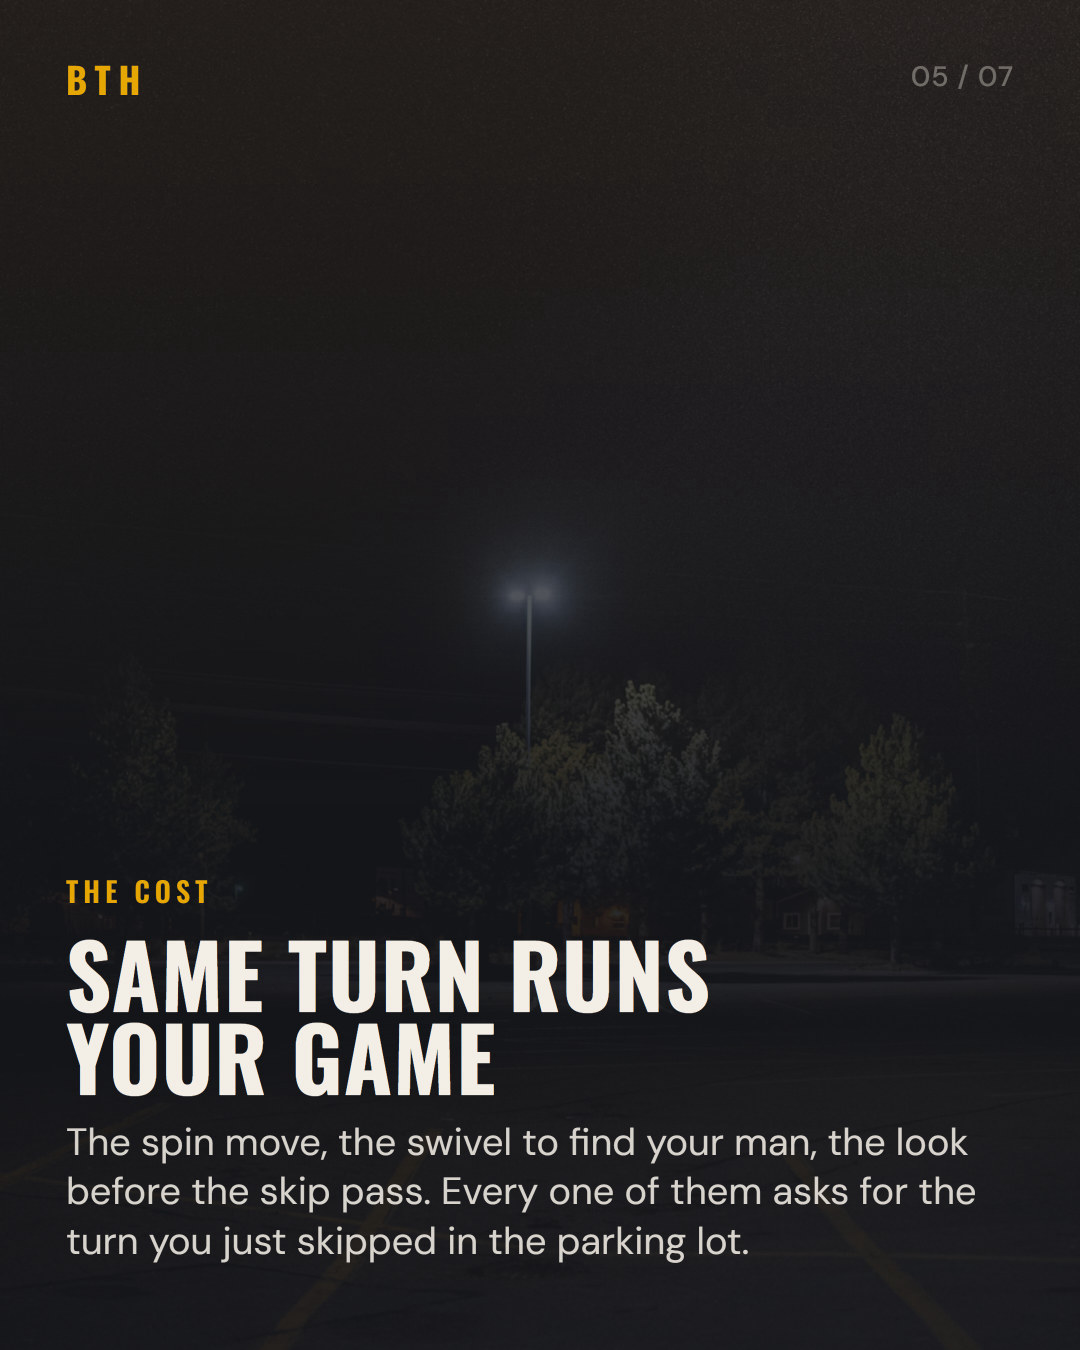 BTH
05 / 07
THE COST
SAME TURN RUNS
YOUR GAME
The spin move, the swivel to find your man, the look
before the skip pass. Every one of them asks for the
turn you just skipped in the parking lot.